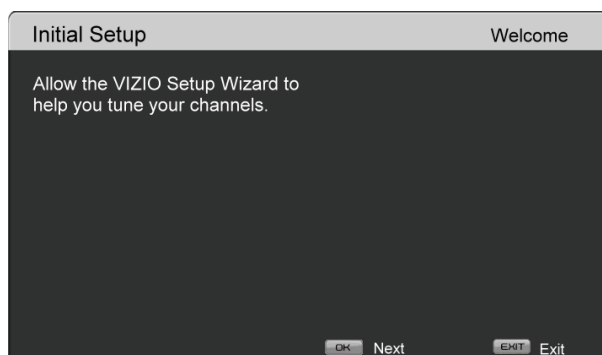 Initial Setup Welcome
Allow the VIZIO Setup Wizard to
help you tune your channels.
OK Next EXIT Exit